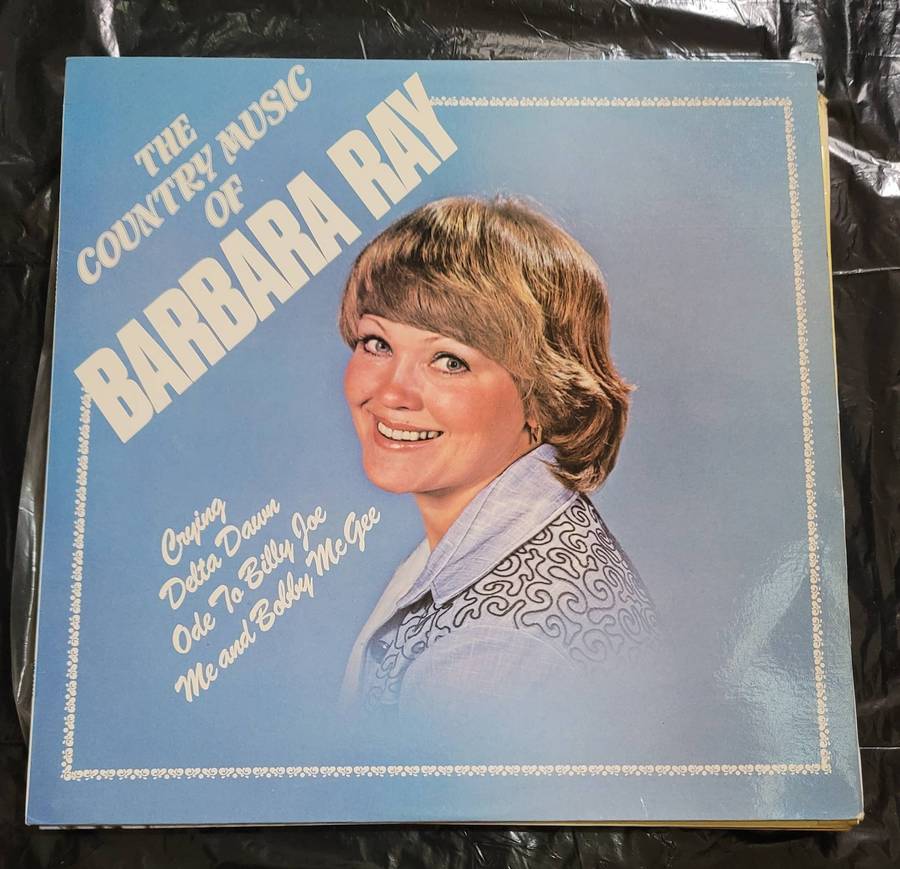 THE
COUNTRY MUSIC
OF
BARBARA RAY
Crying
Delta Dawn
Ode To Billy Joe
Me and Bobby McGee